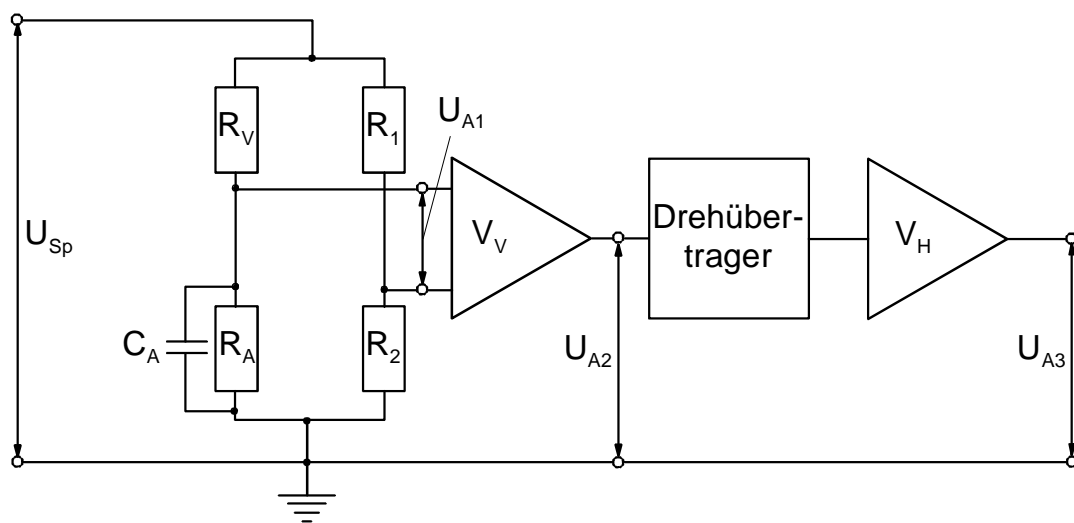 U_Sp
R_V
R_1
U_A1
V_V
Drehüber-
trager
V_H
C_A
R_A
R_2
U_A2
U_A3